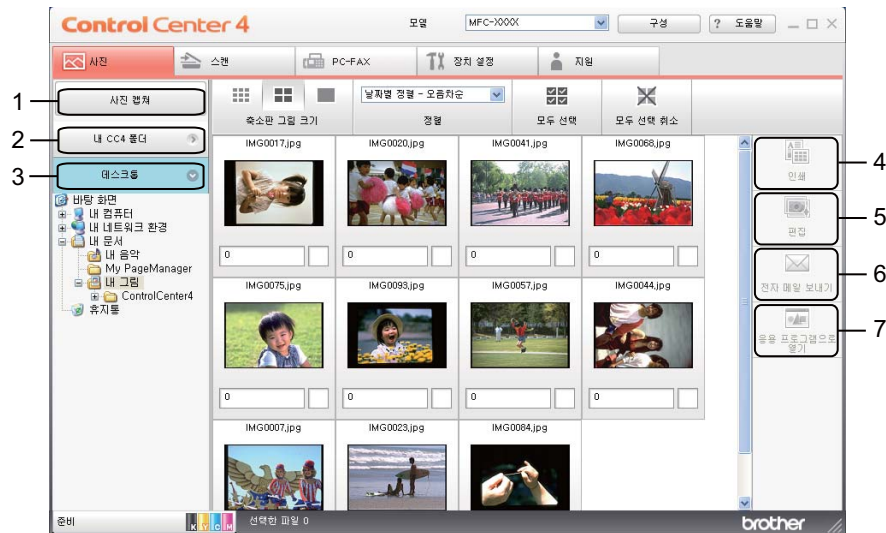 Control Center 4
모델 MFC-XXXX 구성 ? 도움말
사진 스캔 PC-FAX 장치 설정 지원
사진 캡처
내 CC4 폴더
데스크톱
바탕 화면
내 컴퓨터
내 네트워크 환경
내 문서
내 음악
My PageManager
내 그림
ControlCenter4
휴지통
날짜별 정렬 - 오름차순
축소판 그림 크기 정렬 모두 선택 모두 선택 취소
IMG0017.jpg IMG0020.jpg IMG0041.jpg IMG0068.jpg
0 0 0 0
IMG0075.jpg IMG0093.jpg IMG0057.jpg IMG0044.jpg
0 0 0 0
IMG0007.jpg IMG0023.jpg IMG0084.jpg
인쇄
편집
전자 메일 보내기
응용 프로그램으로
열기
준비 K Y C M 선택한 파일 0 brother
1
2
3
4
5
6
7